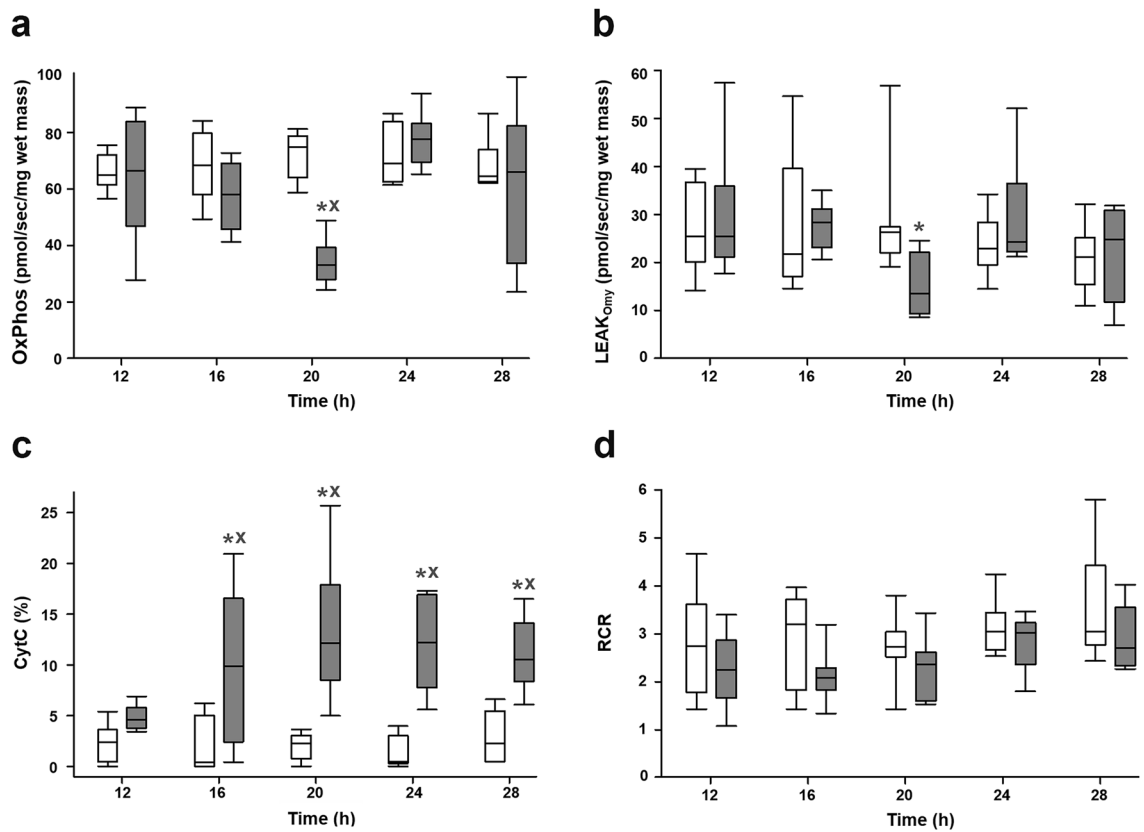 a
OxPhos (pmol/sec/mg wet mass)
100
80
60
40
20
0
*x
12 16 20 24 28
Time (h)
b
LEAKOmy (pmol/sec/mg wet mass)
60
50
40
30
20
10
0
*
12 16 20 24 28
Time (h)
c
CytC (%)
25
20
15
10
5
0
*x
*x
*x
*x
12 16 20 24 28
Time (h)
d
RCR
6
5
4
3
2
1
0
12 16 20 24 28
Time (h)